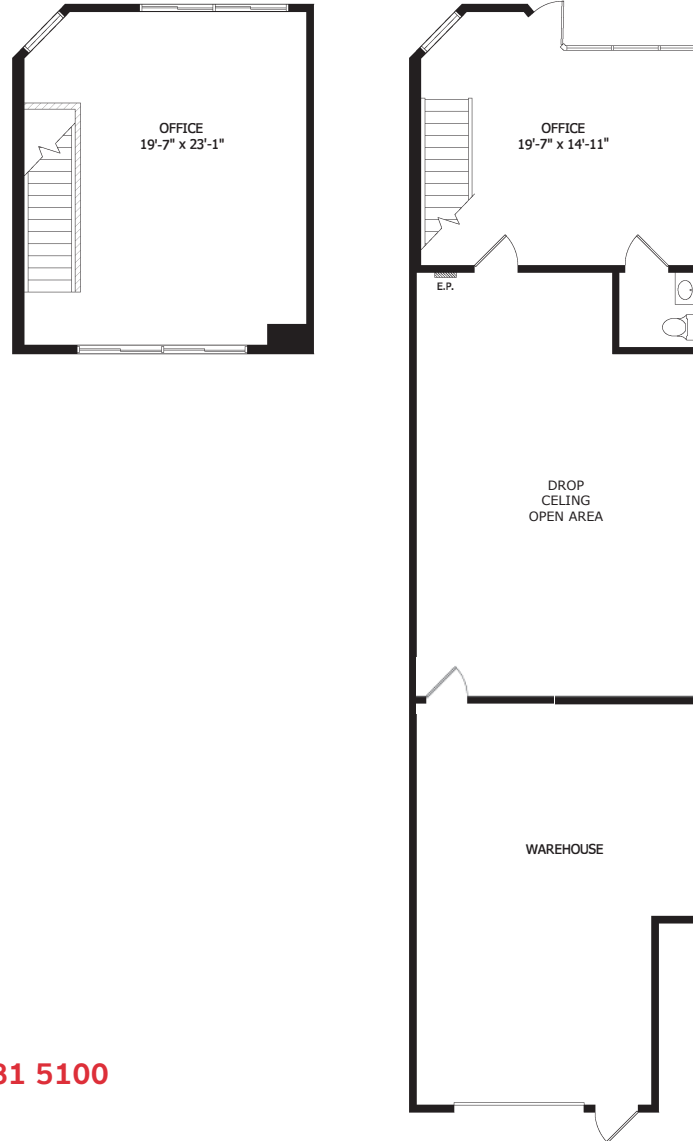 OFFICE
19'-7" x 23'-1"
OFFICE
19'-7" x 14'-11"
E.P.
DROP
CELING
OPEN AREA
WAREHOUSE
31 5100